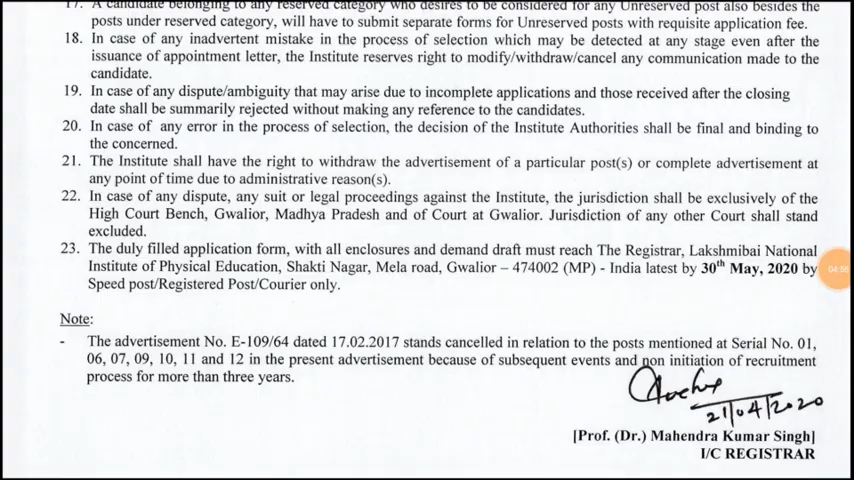 17. A candidate belonging to any reserved category who desires to be considered for any Unreserved post also besides the
posts under reserved category, will have to submit separate forms for Unreserved posts with requisite application fee.
18. In case of any inadvertent mistake in the process of selection which may be detected at any stage even after the
issuance of appointment letter, the Institute reserves right to modify/withdraw/cancel any communication made to the
candidate.
19. In case of any dispute/ambiguity that may arise due to incomplete applications and those received after the closing
date shall be summarily rejected without making any reference to the candidates.
20. In case of any error in the process of selection, the decision of the Institute Authorities shall be final and binding to
the concerned.
21. The Institute shall have the right to withdraw the advertisement of a particular post(s) or complete advertisement at
any point of time due to administrative reason(s).
22. In case of any dispute, any suit or legal proceedings against the Institute, the jurisdiction shall be exclusively of the
High Court Bench, Gwalior, Madhya Pradesh and of Court at Gwalior. Jurisdiction of any other Court shall stand
excluded.
23. The duly filled application form, with all enclosures and demand draft must reach The Registrar, Lakshmibai National
Institute of Physical Education, Shakti Nagar, Mela road, Gwalior – 474002 (MP) - India latest by 30th May, 2020 by
Speed post/Registered Post/Courier only.
04:56
Note:
- The advertisement No. E-109/64 dated 17.02.2017 stands cancelled in relation to the posts mentioned at Serial No. 01,
06, 07, 09, 10, 11 and 12 in the present advertisement because of subsequent events and non initiation of recruitment
process for more than three years.
21/04/2020
[Prof. (Dr.) Mahendra Kumar Singh]
I/C REGISTRAR